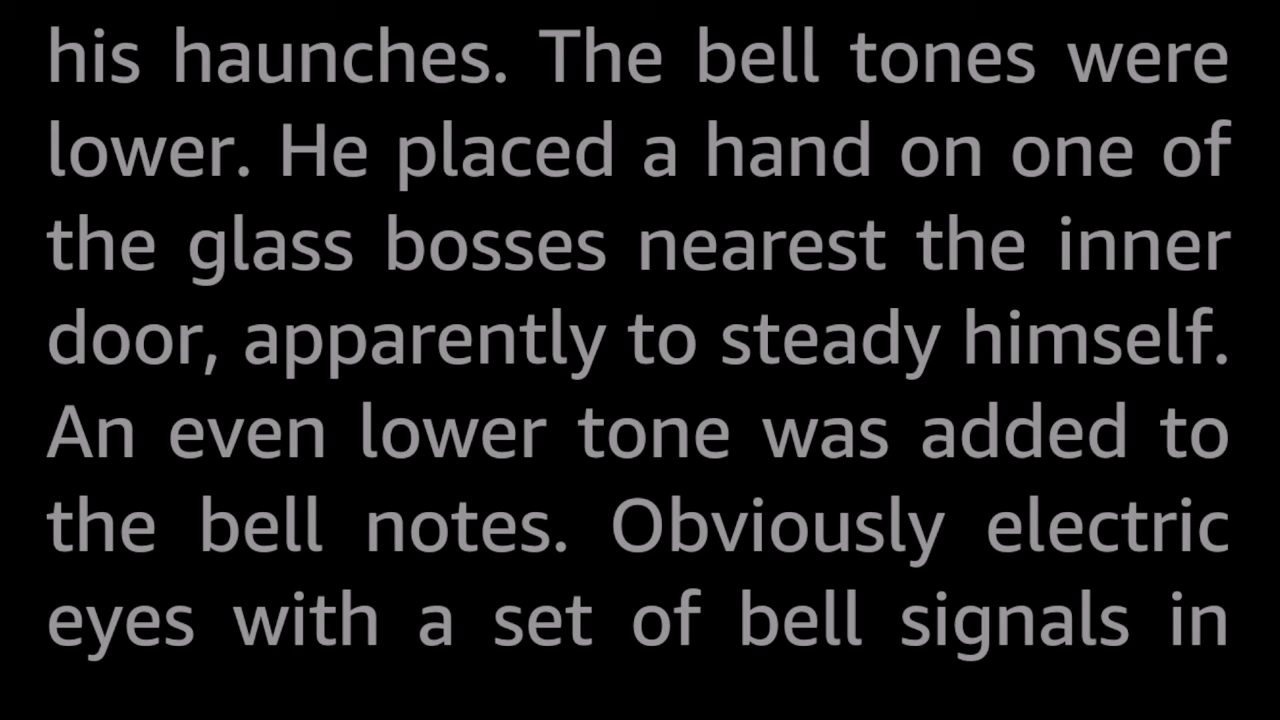 his haunches. The bell tones were
lower. He placed a hand on one of
the glass bosses nearest the inner
door, apparently to steady himself.
An even lower tone was added to
the bell notes. Obviously electric
eyes with a set of bell signals in